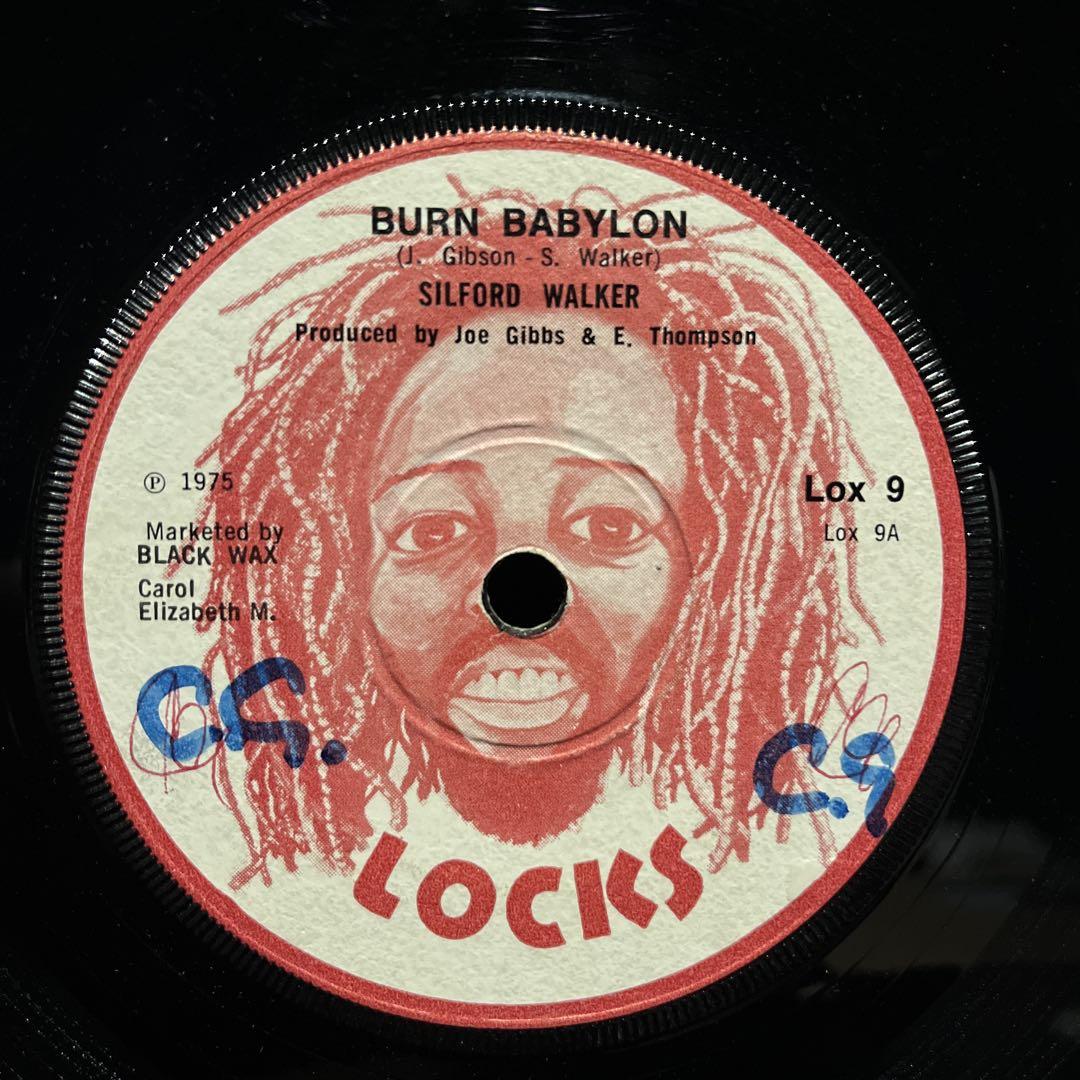 BURN BABYLON
(J. Gibson - S. Walker)
SILFORD WALKER
Produced by Joe Gibbs & E. Thompson
℗ 1975
Marketed by
BLACK WAX
Carol
Elizabeth M.
Lox 9
Lox 9A
C.G.
C.G
LOCKS